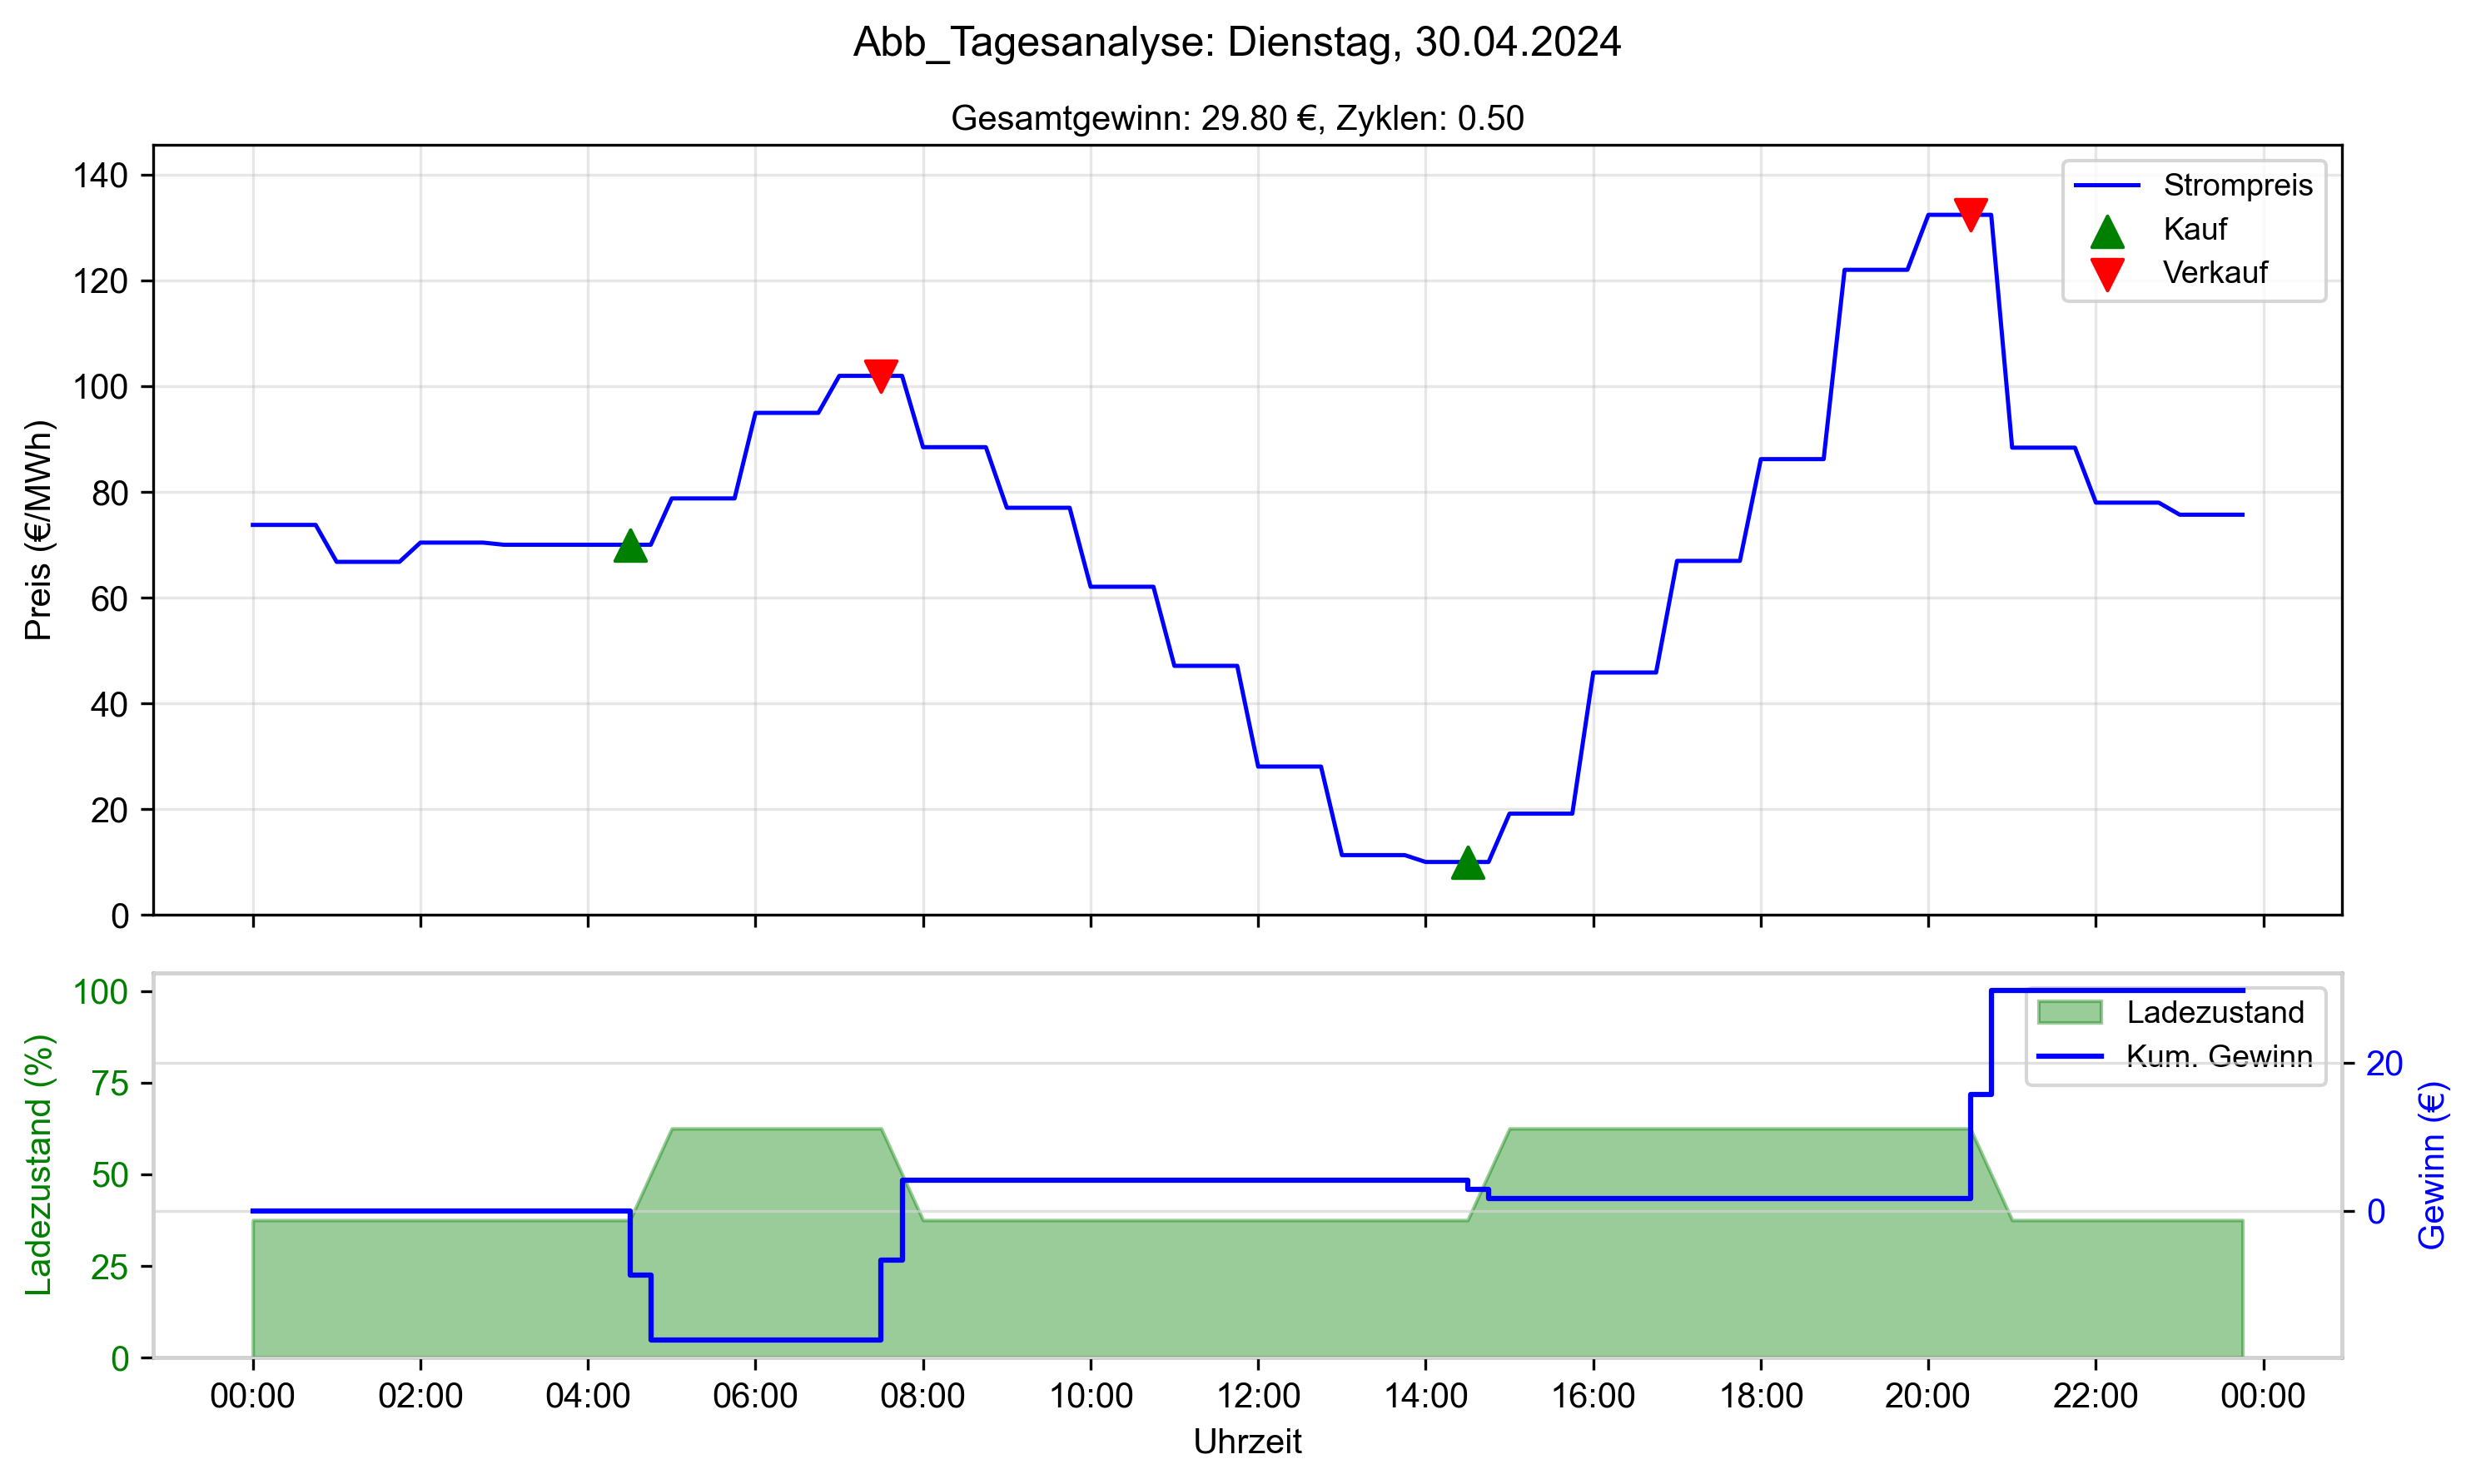 Abb_Tagesanalyse: Dienstag, 30.04.2024
Gesamtgewinn: 29.80 €, Zyklen: 0.50
Preis (€/MWh)
140
120
100
80
60
40
20
0
Strompreis
Kauf
Verkauf
Ladezustand (%)
100
75
50
25
0
Ladezustand
Kum. Gewinn
20
0
Gewinn (€)
00:00 02:00 04:00 06:00 08:00 10:00 12:00 14:00 16:00 18:00 20:00 22:00 00:00
Uhrzeit